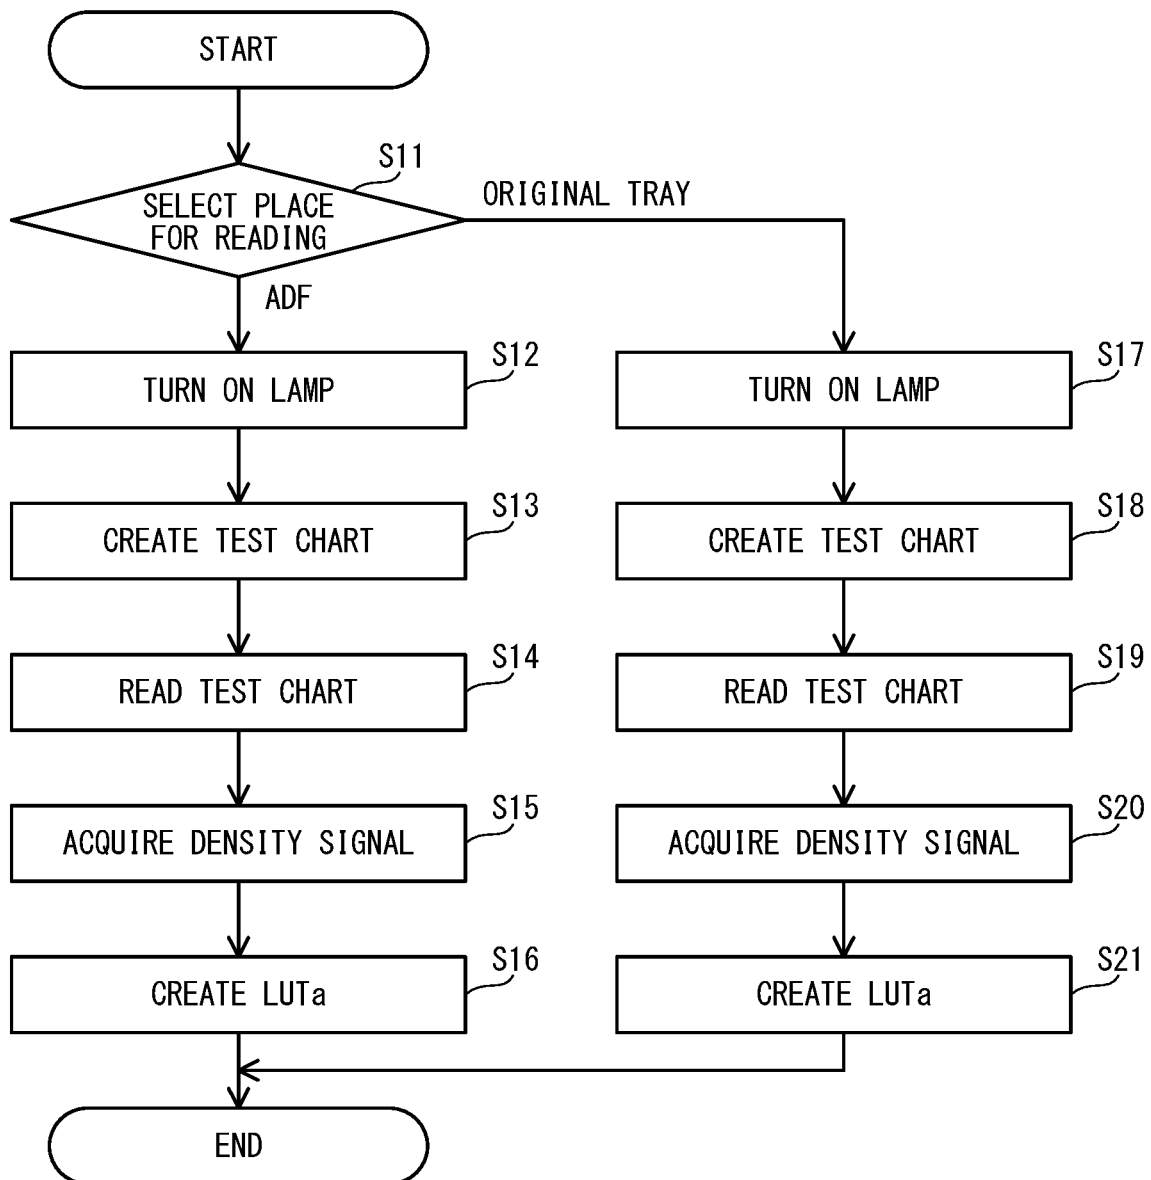 START
S11
SELECT PLACE
FOR READING
ORIGINAL TRAY
ADF
S12
TURN ON LAMP
S17
TURN ON LAMP
S13
CREATE TEST CHART
S18
CREATE TEST CHART
S14
READ TEST CHART
S19
READ TEST CHART
S15
ACQUIRE DENSITY SIGNAL
S20
ACQUIRE DENSITY SIGNAL
S16
CREATE LUTa
S21
CREATE LUTa
END